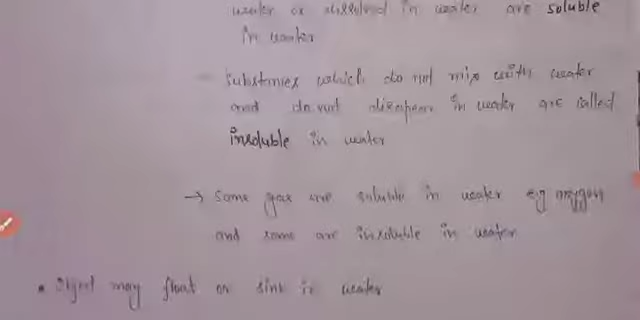 water or dissolved in water are soluble
in water
- Substances which do not mix with water
and do not disappear in water are called
insoluble in water
→ Some gas are soluble in water eg oxygen
and some are insoluble in water
• Object may float or sink in water